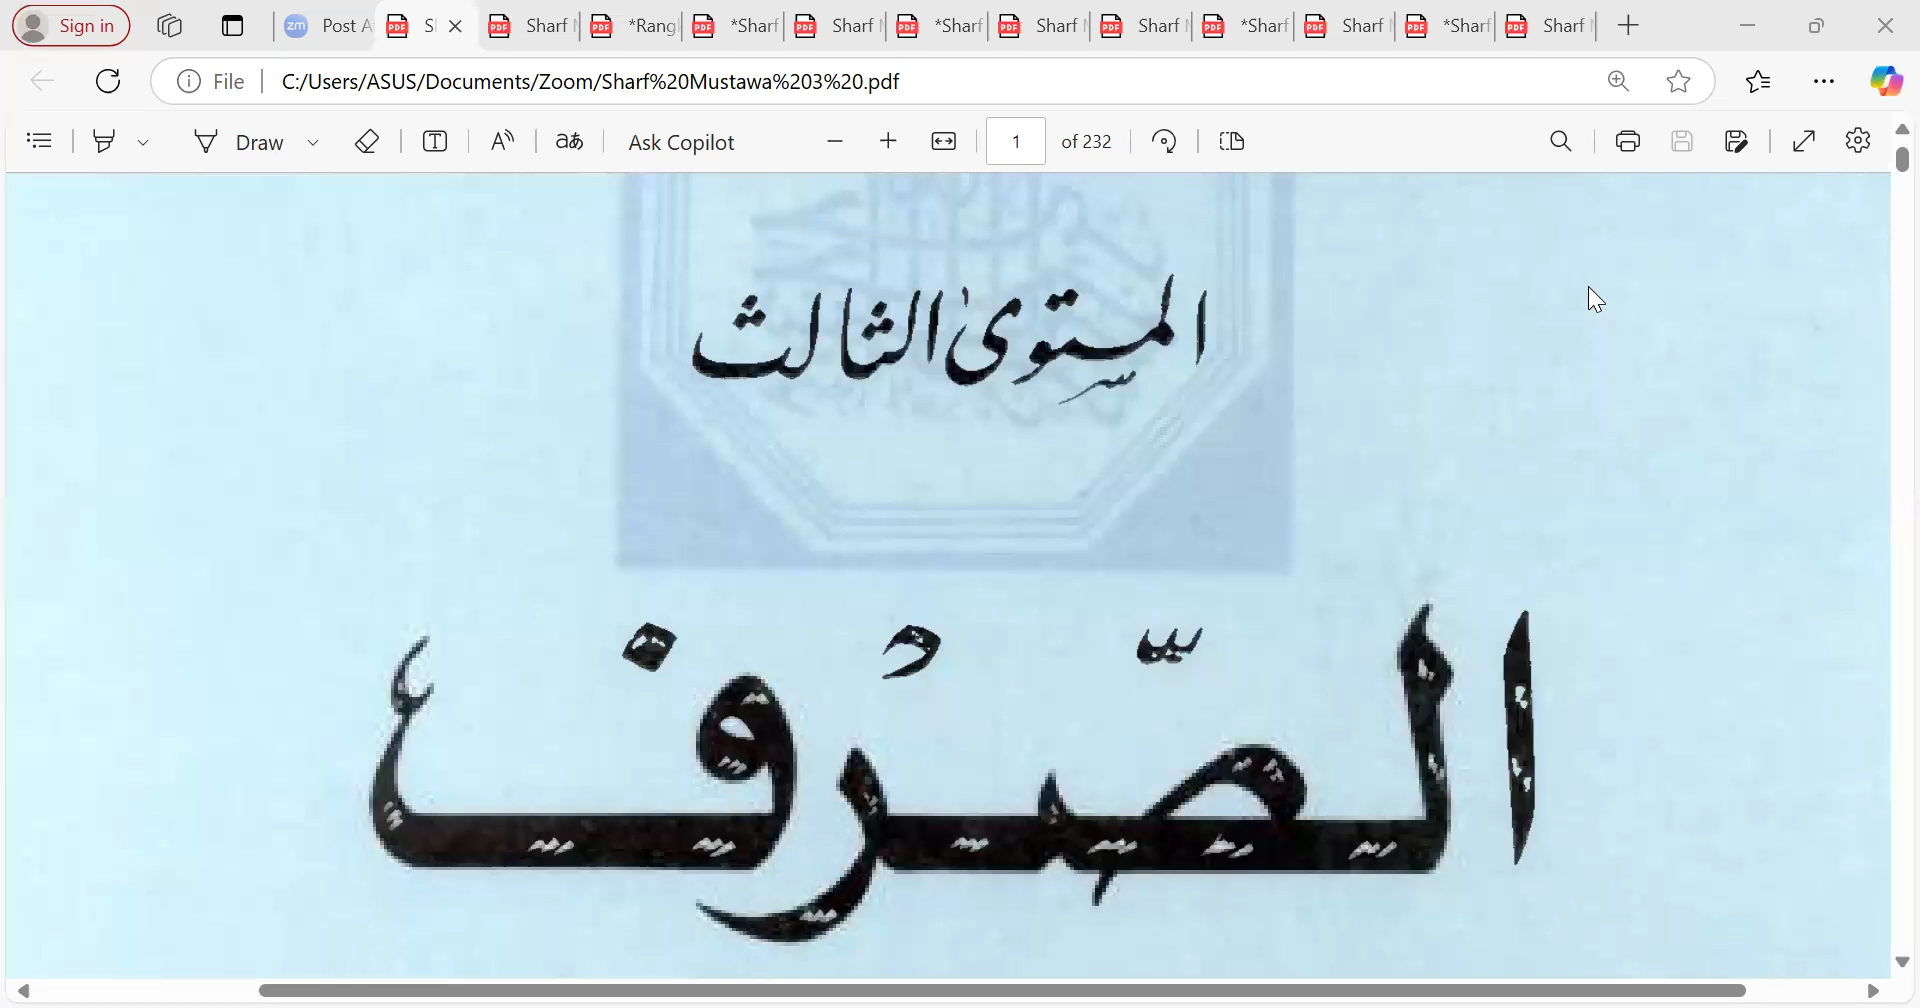 Sign in
Post A
Sharf
*Rang
*Sharf
Sharf
*Sharf
Sharf
Sharf
*Sharf
Sharf
*Sharf
Sharf
File
C:/Users/ASUS/Documents/Zoom/Sharf%20Mustawa%203%20.pdf
Draw
Ask Copilot
1
of 232
المستوىٰ الثالث
الصّرْف